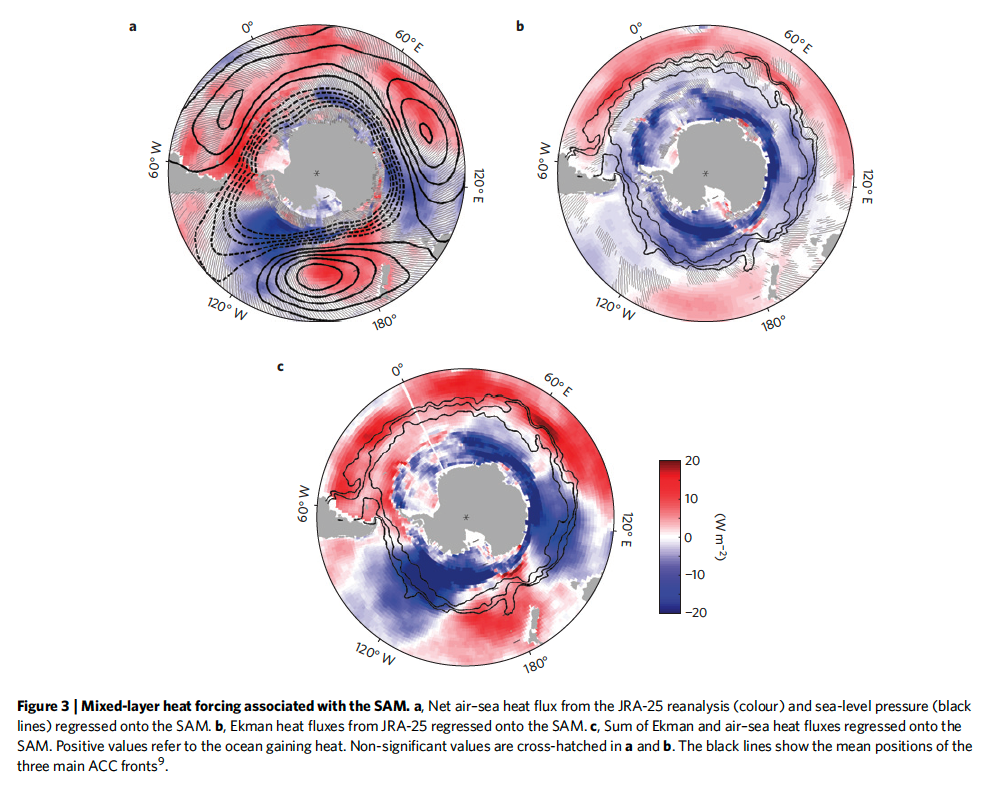 a
0°
60° E
120° E
180°
120° W
60° W
b
0°
60° E
120° E
180°
120° W
60° W
c
0°
60° E
120° E
180°
120° W
60° W
20
10
0
−10
−20
(W m−2)
Figure 3 | Mixed-layer heat forcing associated with the SAM. a, Net air–sea heat flux from the JRA-25 reanalysis (colour) and sea-level pressure (black
lines) regressed onto the SAM. b, Ekman heat fluxes from JRA-25 regressed onto the SAM. c, Sum of Ekman and air–sea heat fluxes regressed onto the
SAM. Positive values refer to the ocean gaining heat. Non-significant values are cross-hatched in a and b. The black lines show the mean positions of the
three main ACC fronts9.